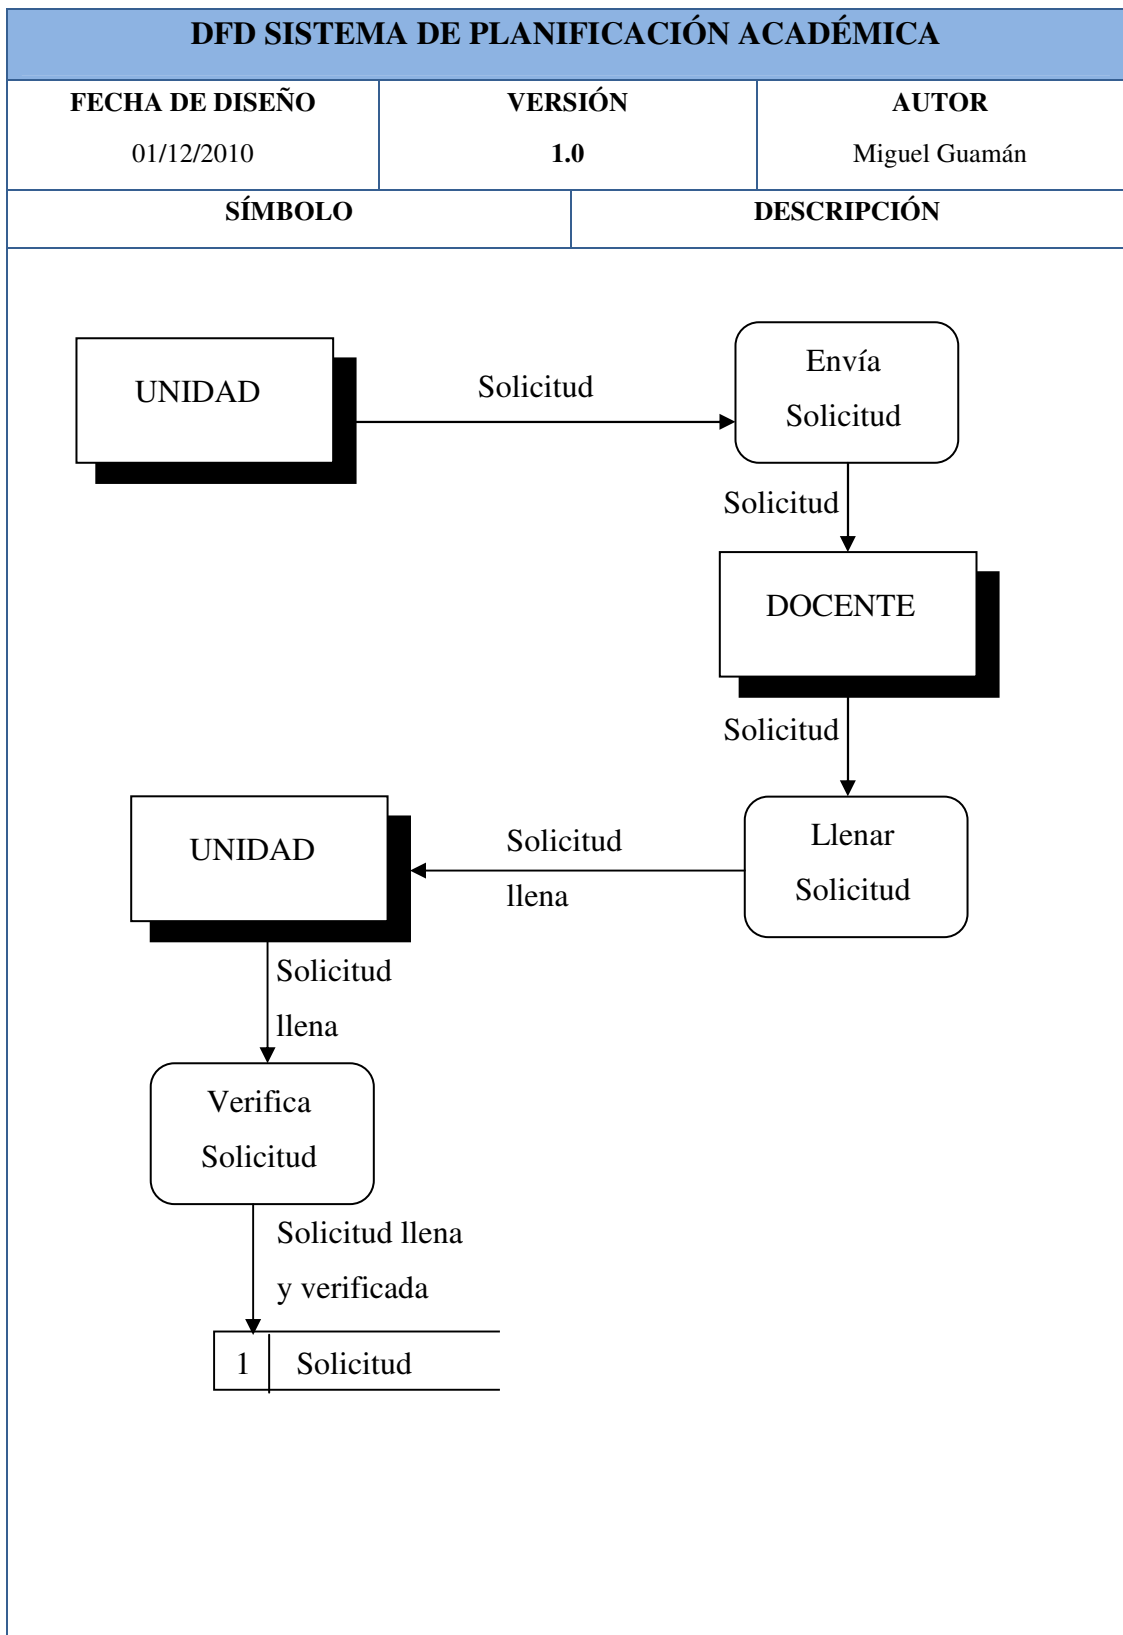 DFD SISTEMA DE PLANIFICACIÓN ACADÉMICA
FECHA DE DISEÑO
01/12/2010
VERSIÓN
1.0
AUTOR
Miguel Guamán
SÍMBOLO
DESCRIPCIÓN
UNIDAD
Solicitud
Envía
Solicitud
Solicitud
DOCENTE
Solicitud
Llenar
Solicitud
Solicitud
llena
UNIDAD
Solicitud
llena
Verifica
Solicitud
Solicitud llena
y verificada
1
Solicitud